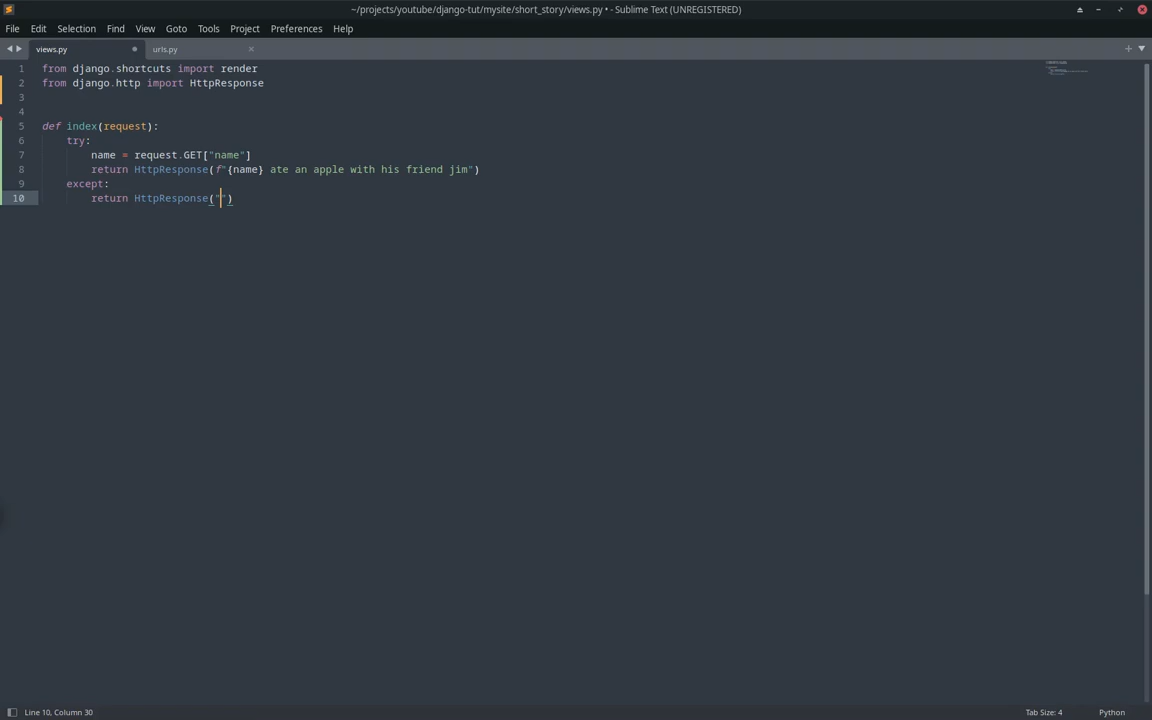 ~/projects/youtube/django-tut/mysite/short_story/views.py • - Sublime Text (UNREGISTERED)
File Edit Selection Find View Goto Tools Project Preferences Help
views.py urls.py
1 from django.shortcuts import render
2 from django.http import HttpResponse
3
4
5 def index(request):
6     try:
7         name = request.GET["name"]
8         return HttpResponse(f"{name} ate an apple with his friend jim")
9     except:
10         return HttpResponse("")
Line 10, Column 30 Tab Size: 4 Python